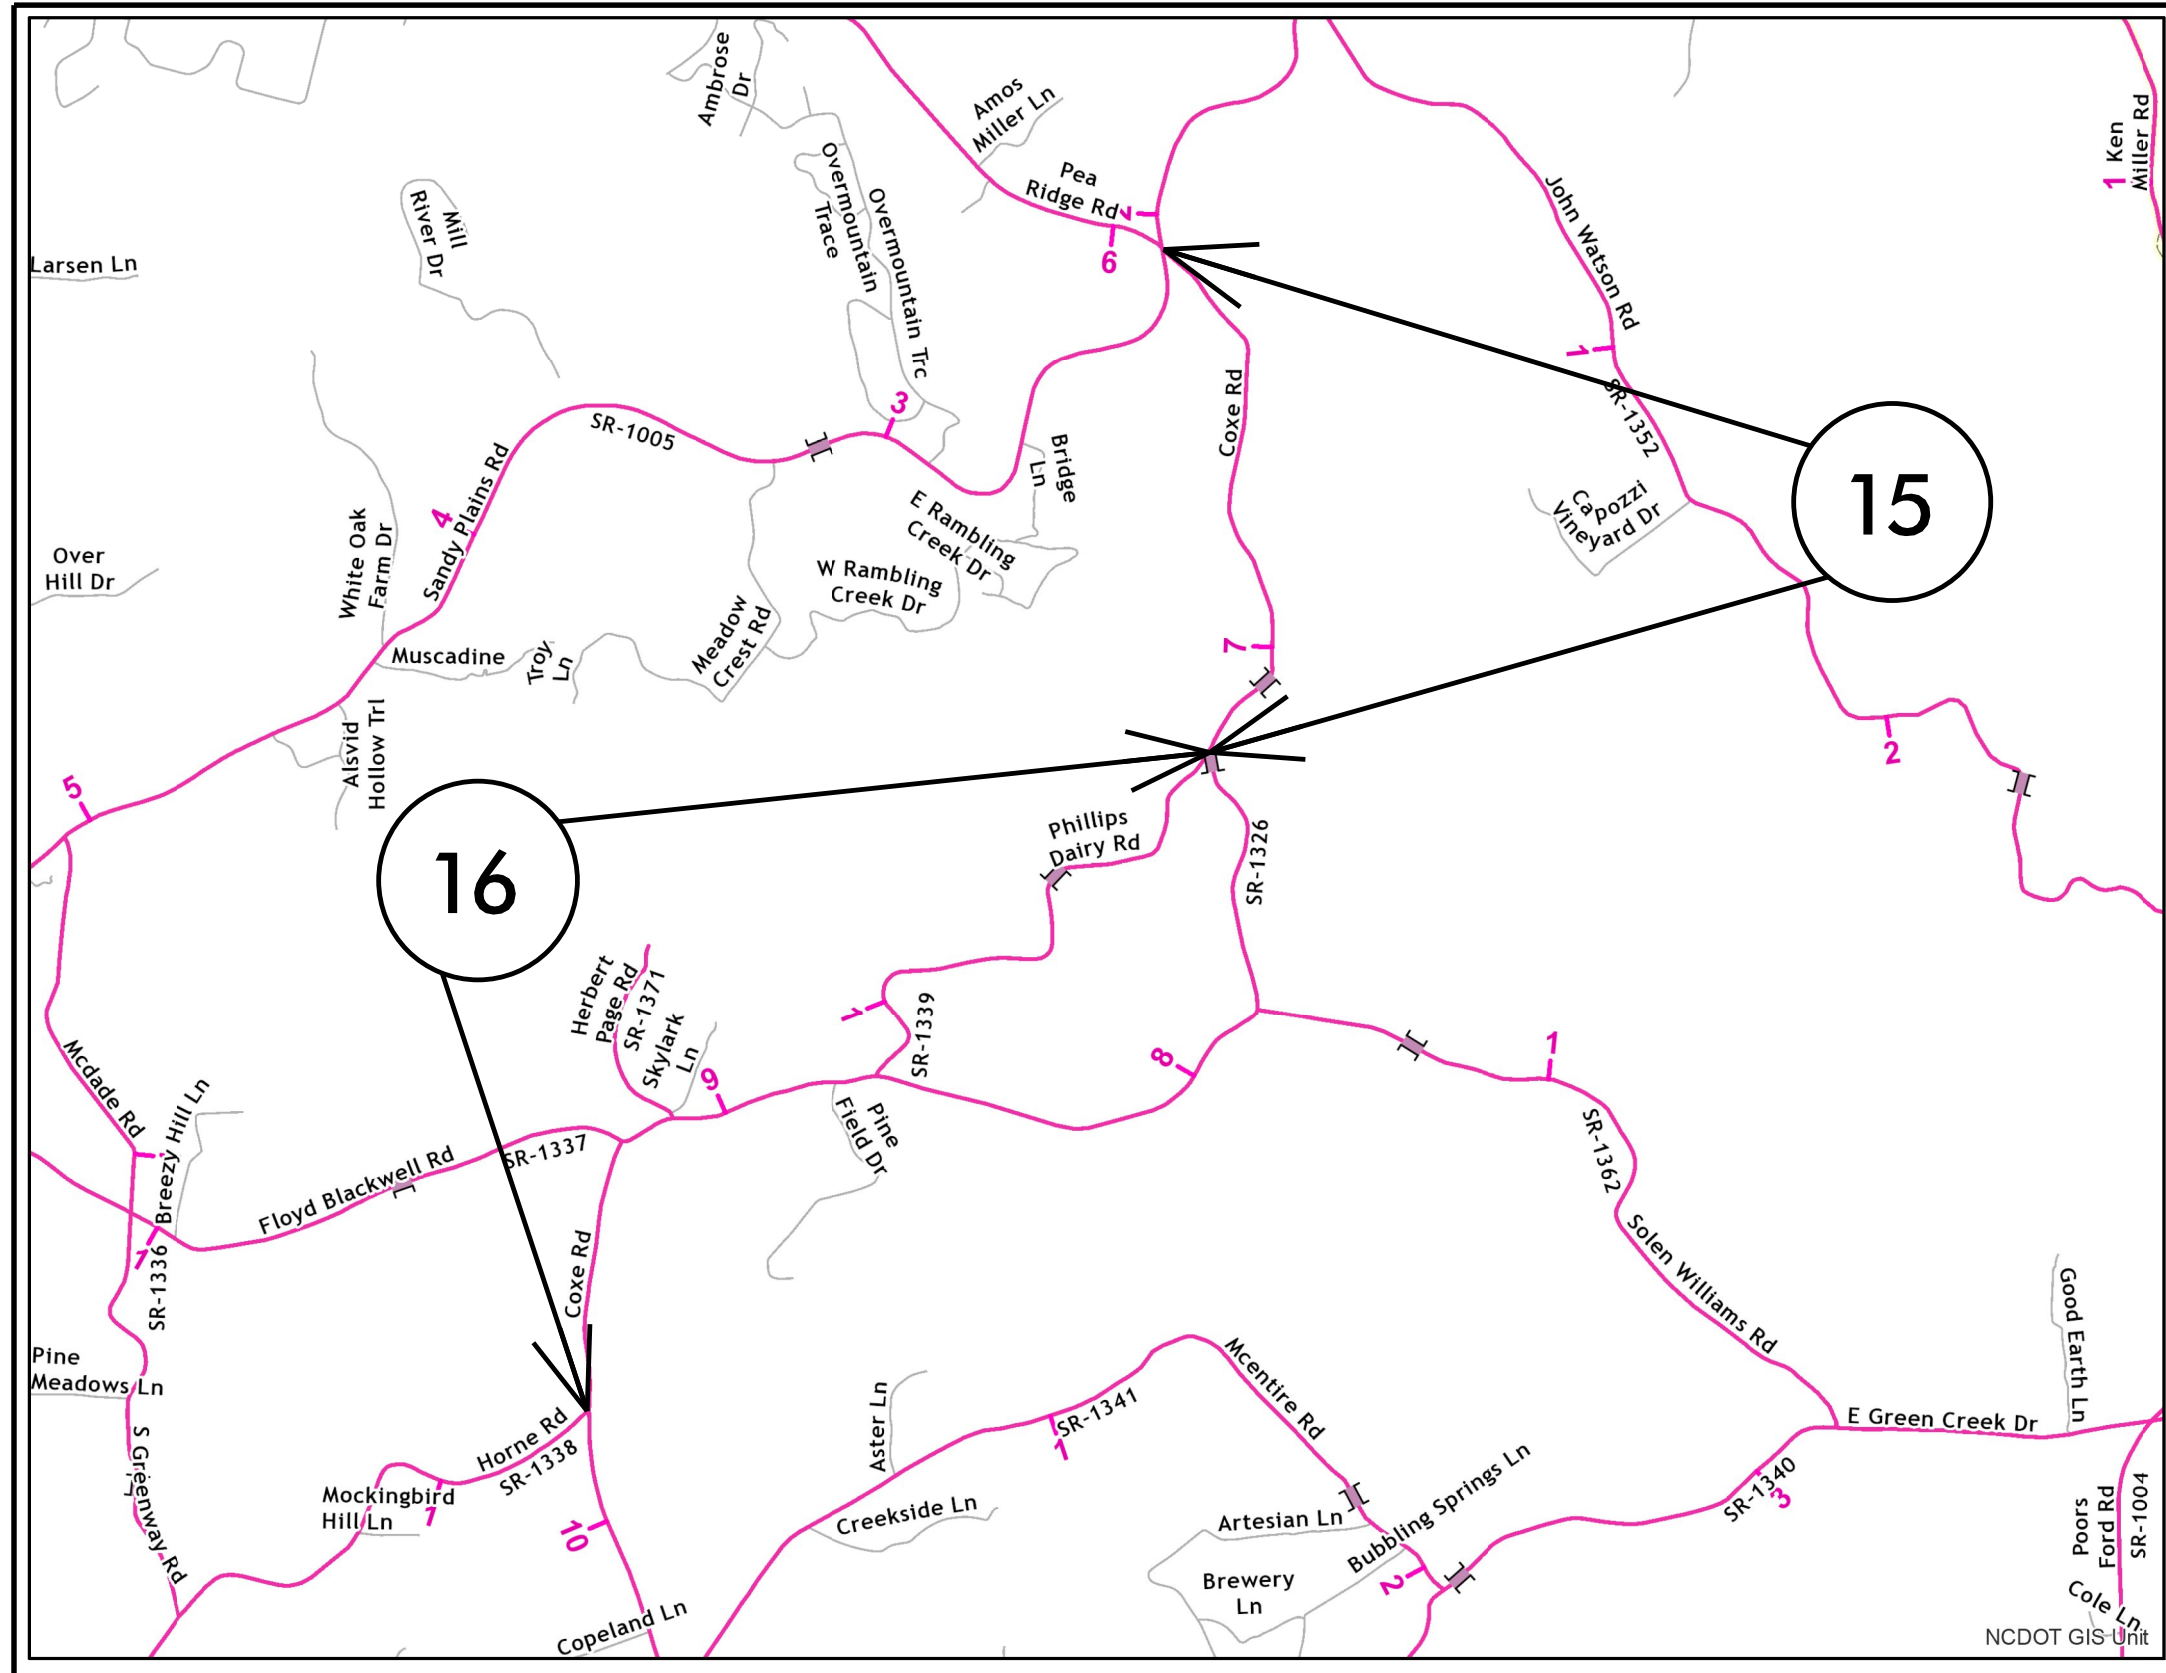 Ambrose
Dr
Amos
Miller Ln
Ken
Miller Rd
1
Pea
Ridge Rd
1
6
Overmountain
Trace
Overmountain Trc
Mill
River Dr
Larsen Ln
John Watson Rd
1
SR-1352
Coxe Rd
3
SR-1005
Bridge
Ln
Capozzi
Vineyard Dr
15
4
Sandy Plains Rd
White Oak
Farm Dr
Over
Hill Dr
E Rambling
Creek Dr
W Rambling
Creek Dr
Meadow
Crest Rd
Muscadine
Troy
Ln
7
Alsvid
Hollow Trl
2
5
16
Phillips
Dairy Rd
SR-1326
Herbert
Page Rd
SR-1371
Skylark
Ln
1
SR-1339
8
9
1
Mcdade Rd
1
Breezy Hill Ln
Floyd Blackwell Rd
SR-1337
Pine
Field Dr
SR-1362
1
SR-1336
Coxe Rd
Solen Williams Rd
Good Earth Ln
Pine
Meadows Ln
S Greenway Rd
Horne Rd
SR-1338
Mockingbird
Hill Ln
1
10
Aster Ln
SR-1341
1
Mcentire Rd
E Green Creek Dr
SR-1340
3
Creekside Ln
Artesian Ln
Bubbling Springs Ln
Brewery
Ln
2
Poors
Ford Rd
SR-1004
Cole Ln
Copeland Ln
NCDOT GIS Unit